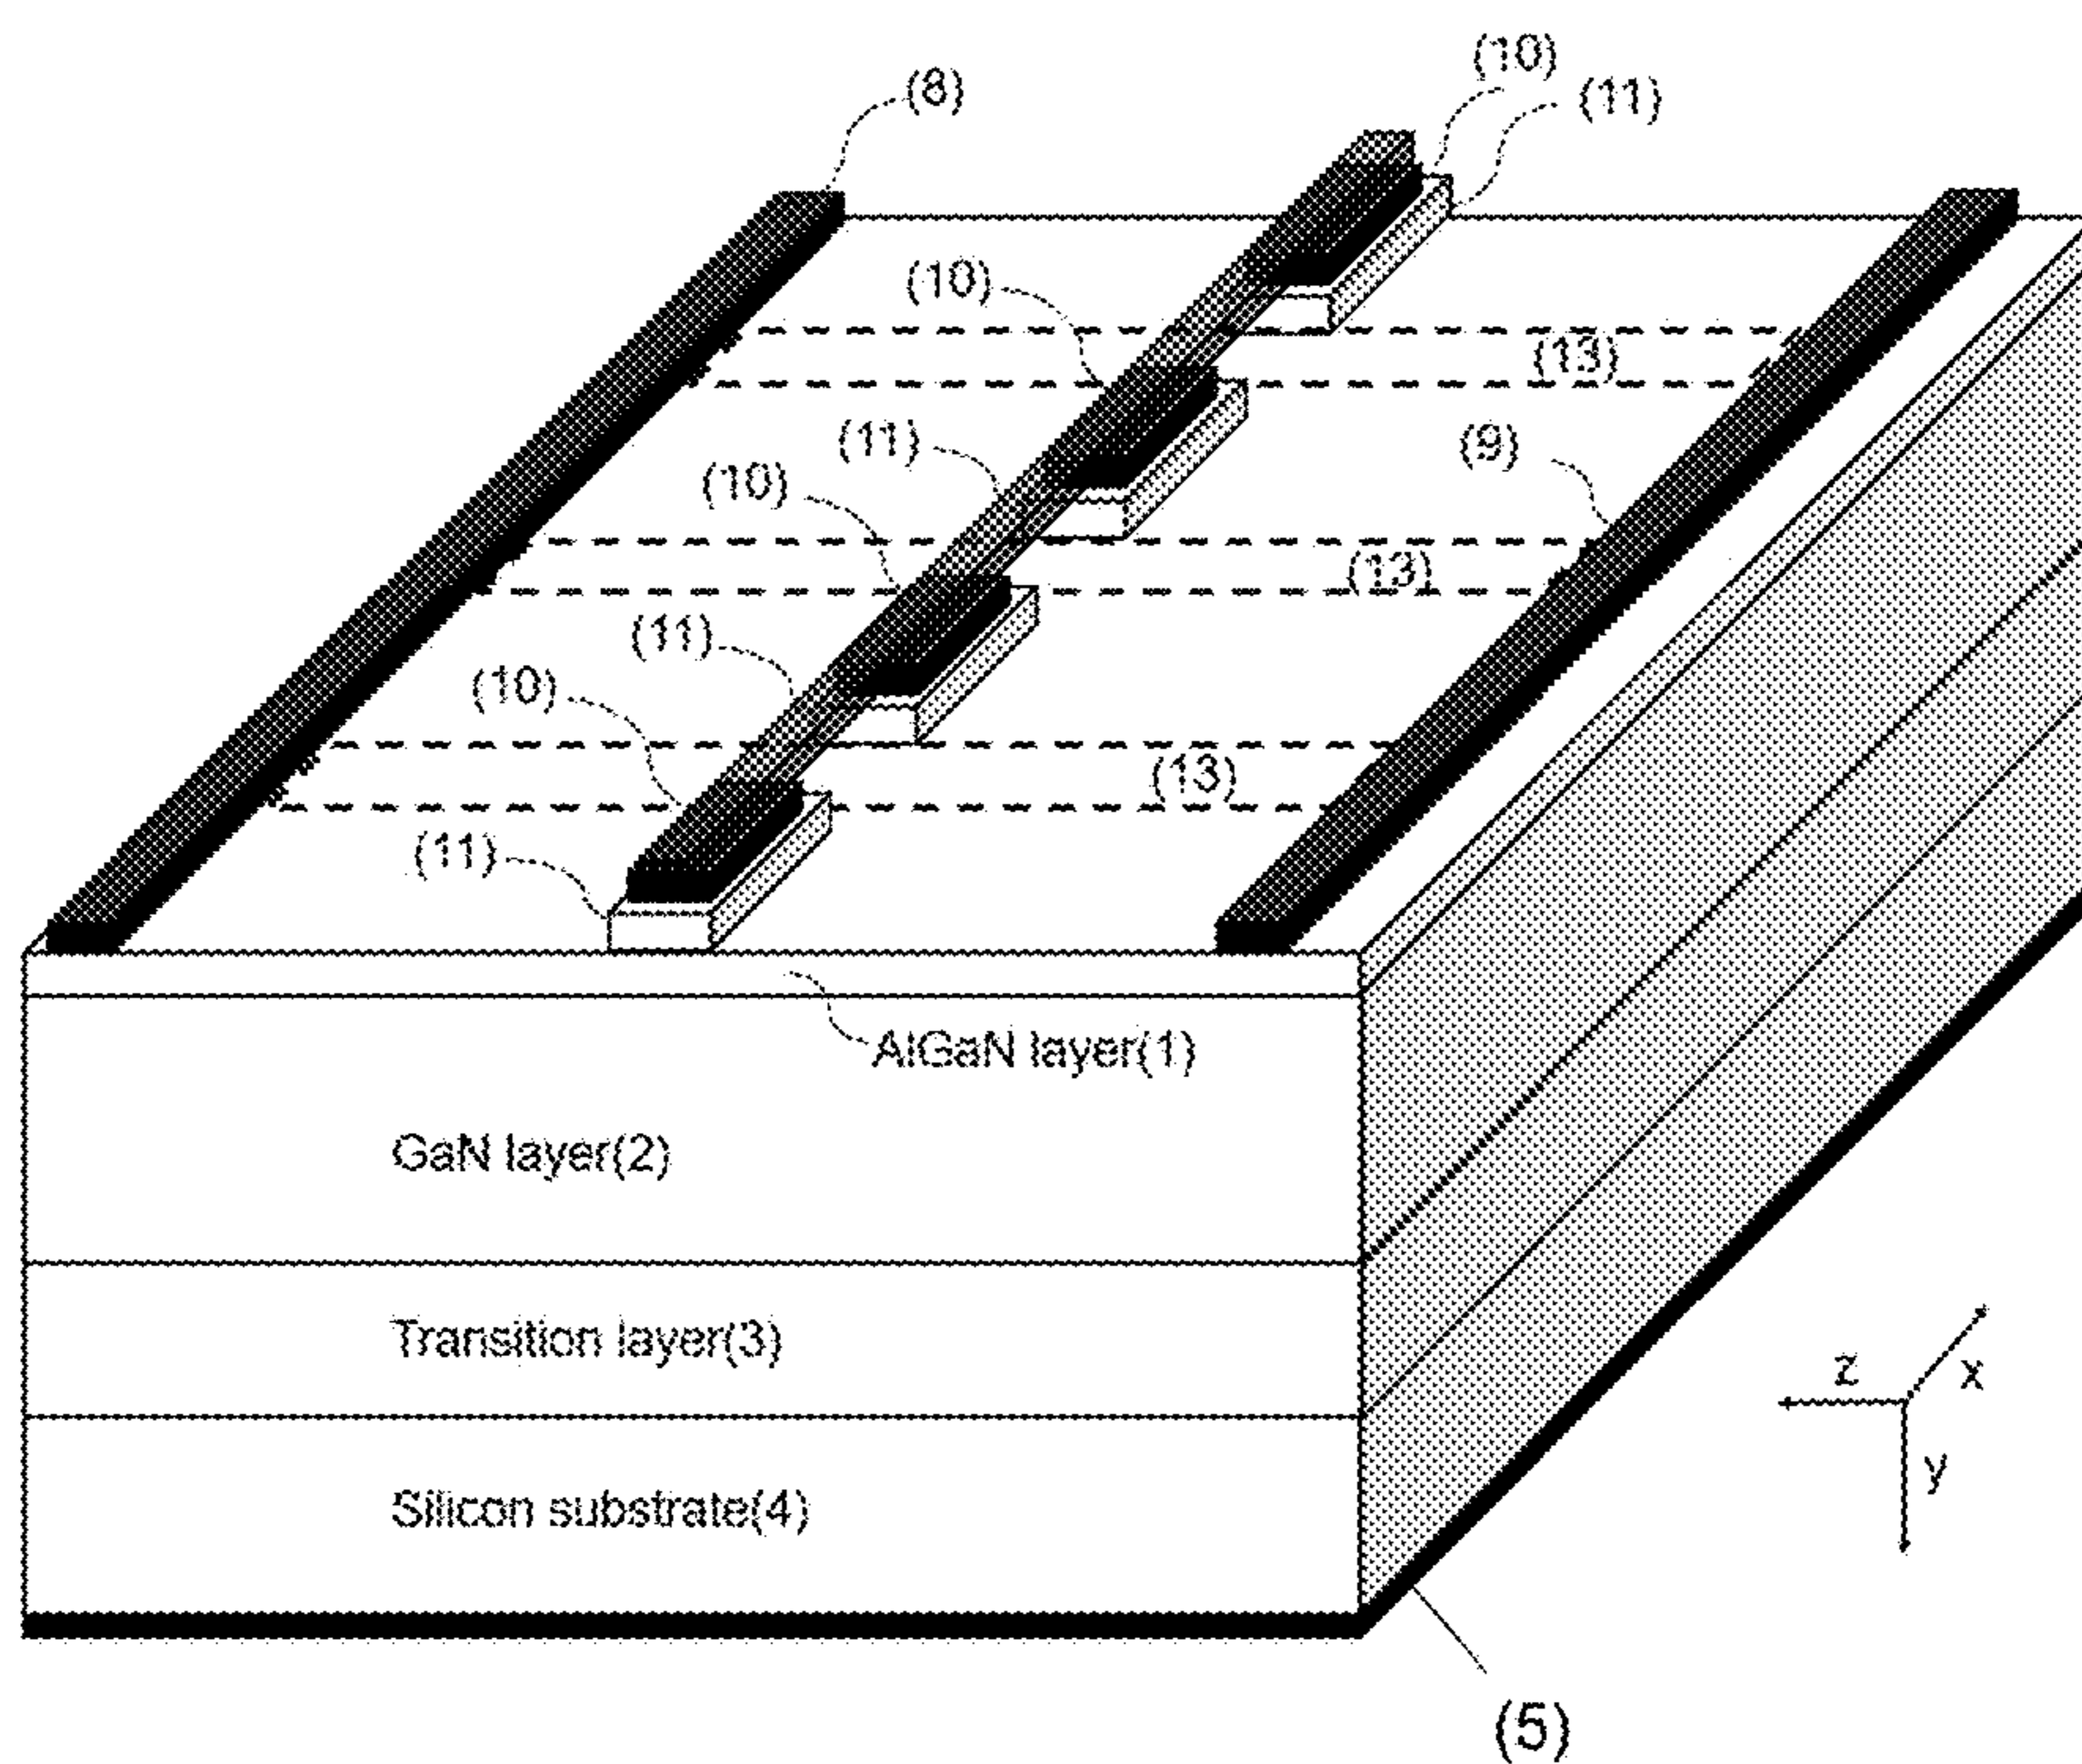 (10)
(8)
(11)
(10)
(13)
(11)
(9)
(10)
(13)
(11)
(10)
(13)
(11)
AlGaN layer(1)
GaN layer(2)
Transition layer(3)
z
x
y
Silicon substrate(4)
(5)